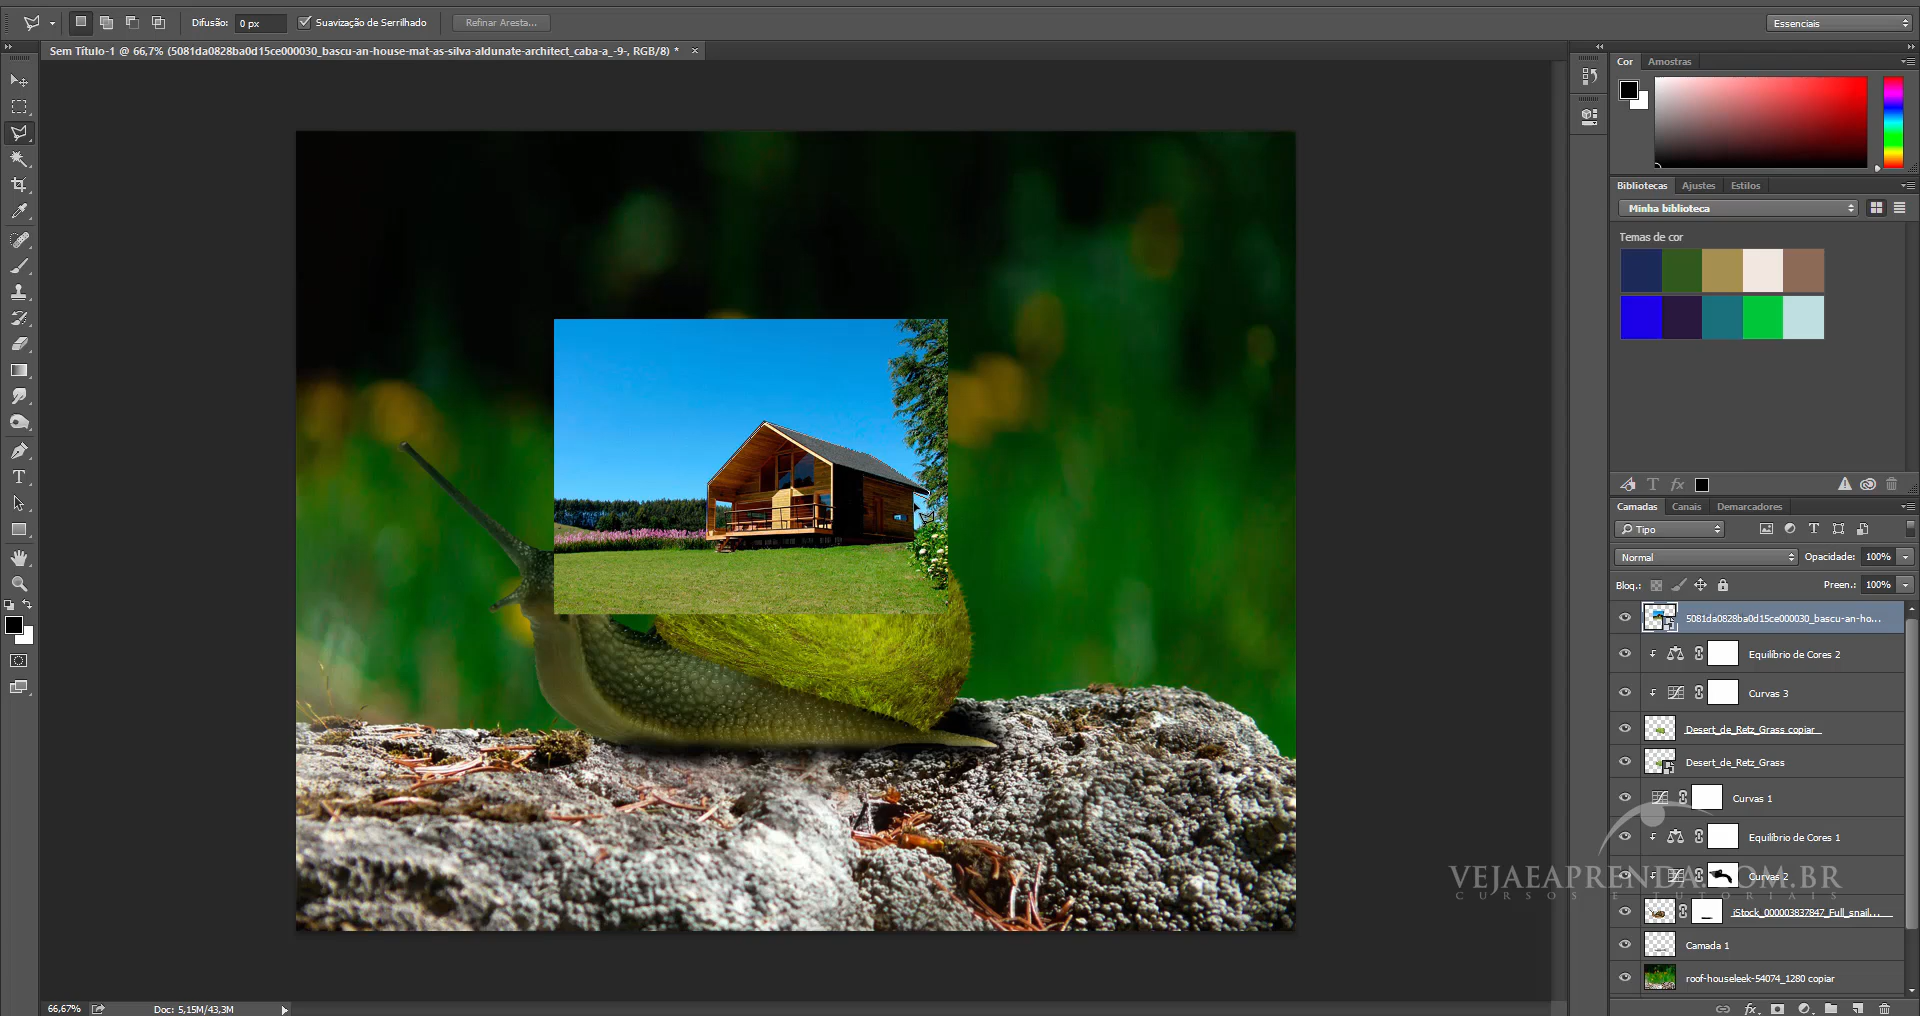 Difusão: 0 px Suavização de Serrilhado Refinar Aresta... Essenciais
Sem Título-1 @ 66,7% (5081da0828ba0d15ce000030_bascu-an-house-mat-as-silva-aldunate-architect_caba-a_-9-, RGB/8) *
Cor Amostras
Bibliotecas Ajustes Estilos
Minha biblioteca
Temas de cor
Camadas Canais Demarcadores
Tipo
Normal Opacidade: 100%
Bloq.: Preen.: 100%
5081da0828ba0d15ce000030_bascu-an-ho...
Equilíbrio de Cores 2
Curvas 3
Desert_de_Retz_Grass copiar
Desert_de_Retz_Grass
Curvas 1
Equilíbrio de Cores 1
Curvas 2
VEJAEAPRENDA.COM.BR
CURSOS E TUTORIAIS
iStock_000003837847_Full_snail...
Camada 1
roof-houseleek-54074_1280 copiar
66,67% Doc: 5,15M/43,3M